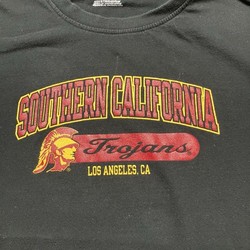 SOUTHERN CALIFORNIA
Trojans
LOS ANGELES, CA